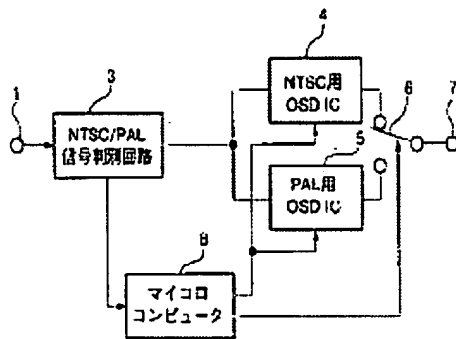 4
3
NTSC用
OSD IC
6
7
1
NTSC/PAL
信号判別回路
5
PAL用
OSD IC
8
マイコロ
コンピュータ